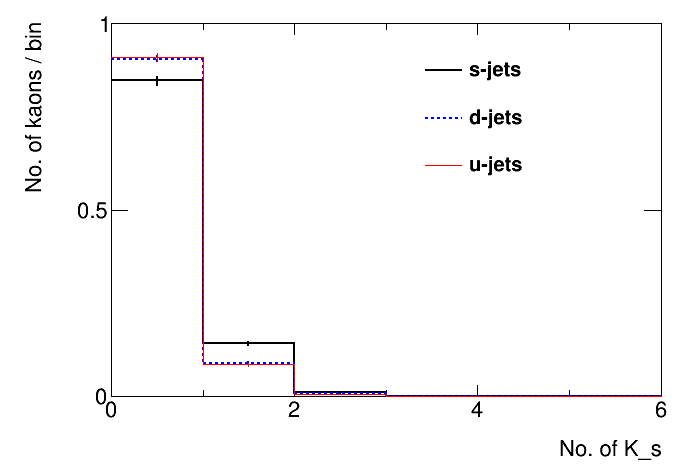 No. of kaons / bin
1
0.5
0
s-jets
d-jets
u-jets
0 2 4 6
No. of K_s